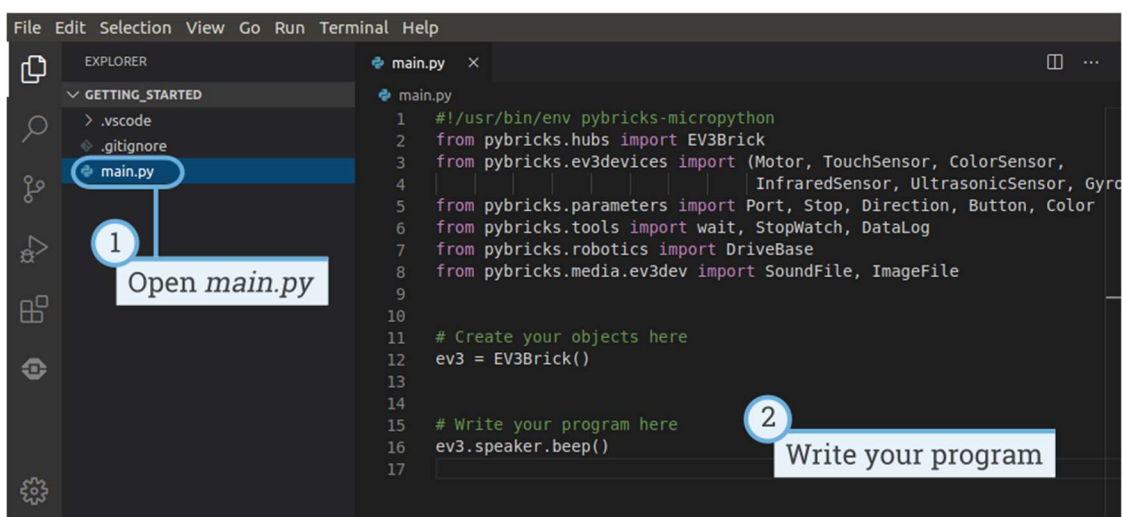 File Edit Selection View Go Run Terminal Help
EXPLORER
GETTING_STARTED
.vscode
.gitignore
main.py
1
Open main.py
main.py
main.py
1 #!/usr/bin/env pybricks-micropython
2 from pybricks.hubs import EV3Brick
3 from pybricks.ev3devices import (Motor, TouchSensor, ColorSensor,
4 InfraredSensor, UltrasonicSensor, Gyro
5 from pybricks.parameters import Port, Stop, Direction, Button, Color
6 from pybricks.tools import wait, StopWatch, DataLog
7 from pybricks.robotics import DriveBase
8 from pybricks.media.ev3dev import SoundFile, ImageFile
9
10
11 # Create your objects here
12 ev3 = EV3Brick()
13
14
15 # Write your program here
16 ev3.speaker.beep()
17
2
Write your program